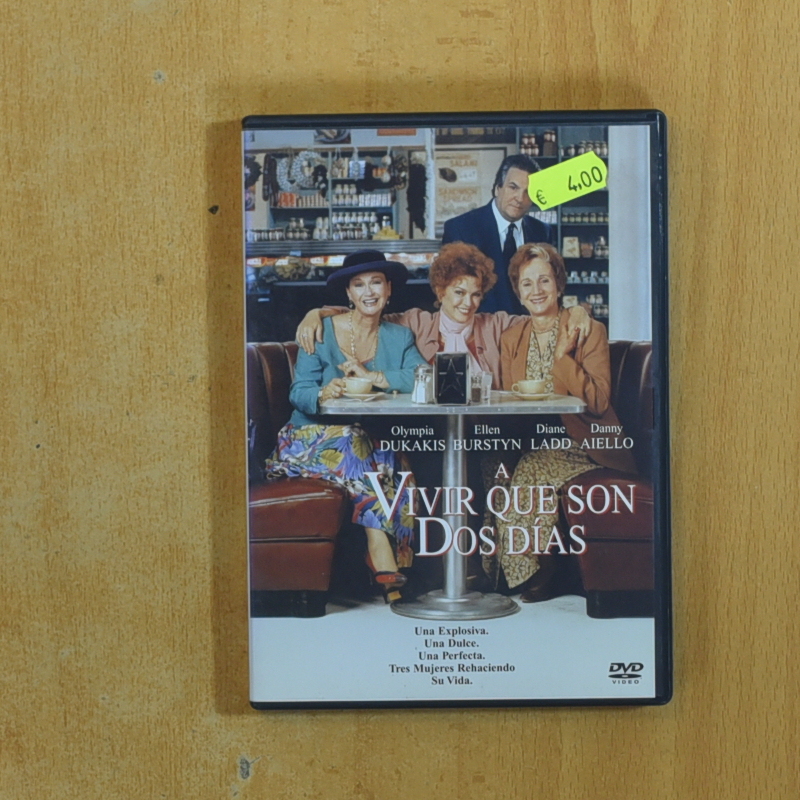 € 4,00
SALAMI
Olympia Ellen Diane Danny
DUKAKIS BURSTYN LADD AIELLO
A
VIVIR QUE SON
DOS DÍAS
Una Explosiva.
Una Dulce.
Una Perfecta.
Tres Mujeres Rehaciendo
Su Vida.
DVD
VIDEO